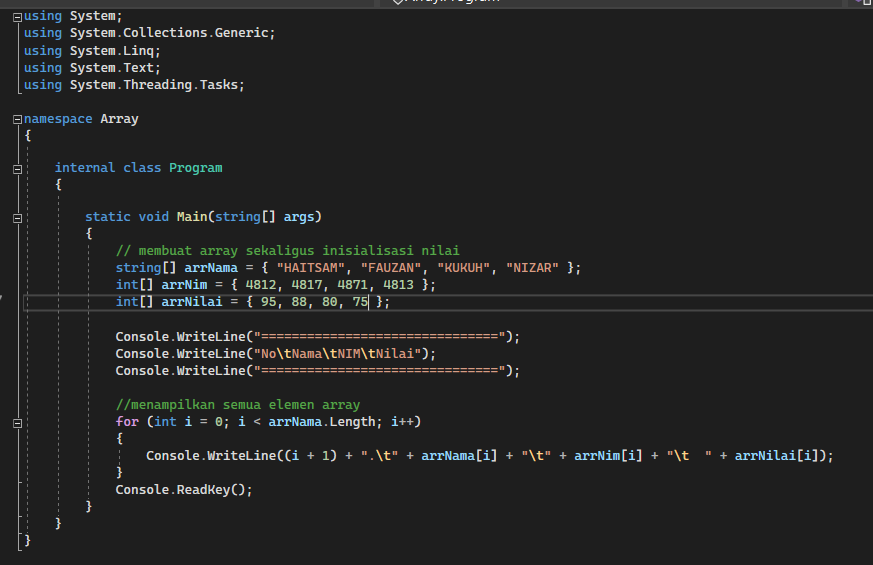 Array.Program
using System;
using System.Collections.Generic;
using System.Linq;
using System.Text;
using System.Threading.Tasks;
namespace Array
{
internal class Program
{
static void Main(string[] args)
{
// membuat array sekaligus inisialisasi nilai
string[] arrNama = { "HAITSAM", "FAUZAN", "KUKUH", "NIZAR" };
int[] arrNim = { 4812, 4817, 4871, 4813 };
int[] arrNilai = { 95, 88, 80, 75 };
Console.WriteLine("===============================");
Console.WriteLine("No\tNama\tNIM\tNilai");
Console.WriteLine("===============================");
//menampilkan semua elemen array
for (int i = 0; i < arrNama.Length; i++)
{
Console.WriteLine((i + 1) + ".\t" + arrNama[i] + "\t" + arrNim[i] + "\t  " + arrNilai[i]);
}
Console.ReadKey();
}
}
}